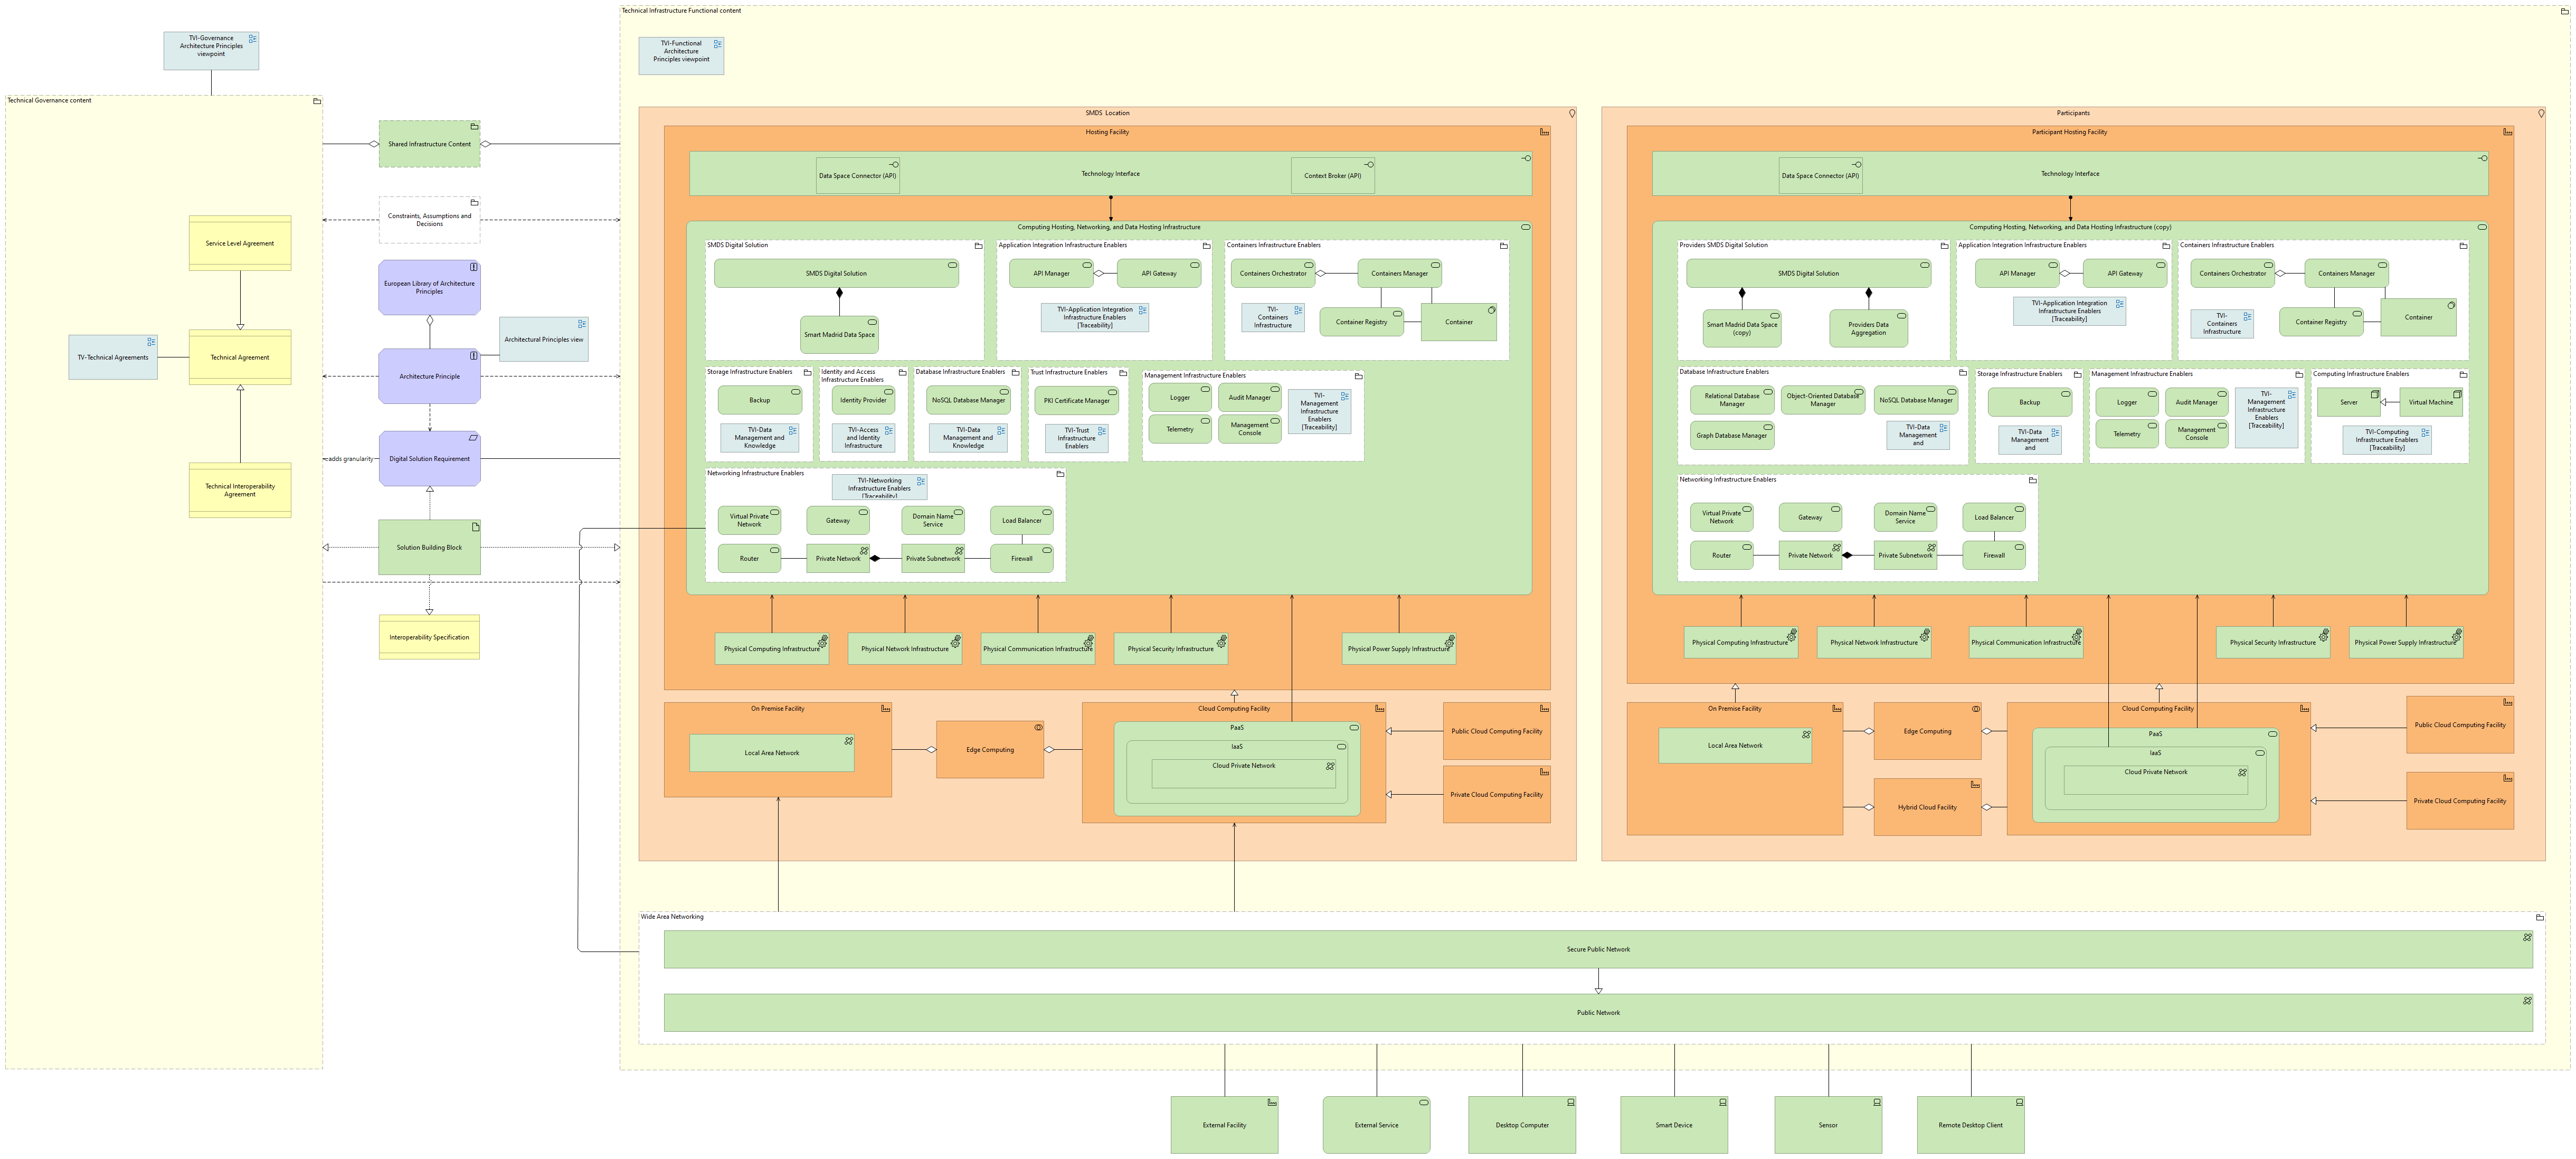 Technical Infrastructure Functional content
TVI-Governance
Architecture Principles
viewpoint
TVI-Functional
Architecture
Principles viewpoint
Technical Governance content
Shared Infrastructure Content
Constraints, Assumptions and
Decisions
Service Level Agreement
European Library of Architecture
Principles
Architectural Principles view
TV-Technical Agreements
Technical Agreement
Architecture Principle
adds granularity
Digital Solution Requirement
Technical Interoperability
Agreement
Solution Building Block
Interoperability Specification
SMDS Location
Hosting Facility
Data Space Connector (API)
Technology Interface
Context Broker (API)
Computing Hosting, Networking, and Data Hosting Infrastructure
SMDS Digital Solution
SMDS Digital Solution
Smart Madrid Data Space
Application Integration Infrastructure Enablers
API Manager
API Gateway
TVI-Application Integration
Infrastructure Enablers
[Traceability]
Containers Infrastructure Enablers
Containers Orchestrator
Containers Manager
TVI-
Containers
Infrastructure
Container Registry
Container
Storage Infrastructure Enablers
Backup
TVI-Data
Management and
Knowledge
Identity and Access
Infrastructure Enablers
Identity Provider
TVI-Access
and Identity
Infrastructure
Database Infrastructure Enablers
NoSQL Database Manager
TVI-Data
Management and
Knowledge
Trust Infrastructure Enablers
PKI Certificate Manager
TVI-Trust
Infrastructure
Enablers
Management Infrastructure Enablers
Logger
Audit Manager
TVI-
Management
Infrastructure
Enablers
[Traceability]
Telemetry
Management
Console
Networking Infrastructure Enablers
TVI-Networking
Infrastructure Enablers
[Traceability]
Virtual Private
Network
Gateway
Domain Name
Service
Load Balancer
Router
Private Network
Private Subnetwork
Firewall
Physical Computing Infrastructure
Physical Network Infrastructure
Physical Communication Infrastructure
Physical Security Infrastructure
Physical Power Supply Infrastructure
On Premise Facility
Local Area Network
Edge Computing
Cloud Computing Facility
PaaS
IaaS
Cloud Private Network
Public Cloud Computing Facility
Private Cloud Computing Facility
Participants
Participant Hosting Facility
Data Space Connector (API)
Technology Interface
Computing Hosting, Networking, and Data Hosting Infrastructure (copy)
Providers SMDS Digital Solution
SMDS Digital Solution
Smart Madrid Data Space
(copy)
Providers Data
Aggregation
Application Integration Infrastructure Enablers
API Manager
API Gateway
TVI-Application Integration
Infrastructure Enablers
[Traceability]
Containers Infrastructure Enablers
Containers Orchestrator
Containers Manager
TVI-
Containers
Infrastructure
Container Registry
Container
Database Infrastructure Enablers
Relational Database
Manager
Object-Oriented Database
Manager
NoSQL Database Manager
Graph Database Manager
TVI-Data
Management
and
Storage Infrastructure Enablers
Backup
TVI-Data
Management
and
Management Infrastructure Enablers
Logger
Audit Manager
TVI-
Management
Infrastructure
Enablers
[Traceability]
Telemetry
Management
Console
Computing Infrastructure Enablers
Server
Virtual Machine
TVI-Computing
Infrastructure Enablers
[Traceability]
Networking Infrastructure Enablers
Virtual Private
Network
Gateway
Domain Name
Service
Load Balancer
Router
Private Network
Private Subnetwork
Firewall
Physical Computing Infrastructure
Physical Network Infrastructure
Physical Communication Infrastructure
Physical Security Infrastructure
Physical Power Supply Infrastructure
On Premise Facility
Local Area Network
Edge Computing
Hybrid Cloud Facility
Cloud Computing Facility
PaaS
IaaS
Cloud Private Network
Public Cloud Computing Facility
Private Cloud Computing Facility
Wide Area Networking
Secure Public Network
Public Network
External Facility
External Service
Desktop Computer
Smart Device
Sensor
Remote Desktop Client